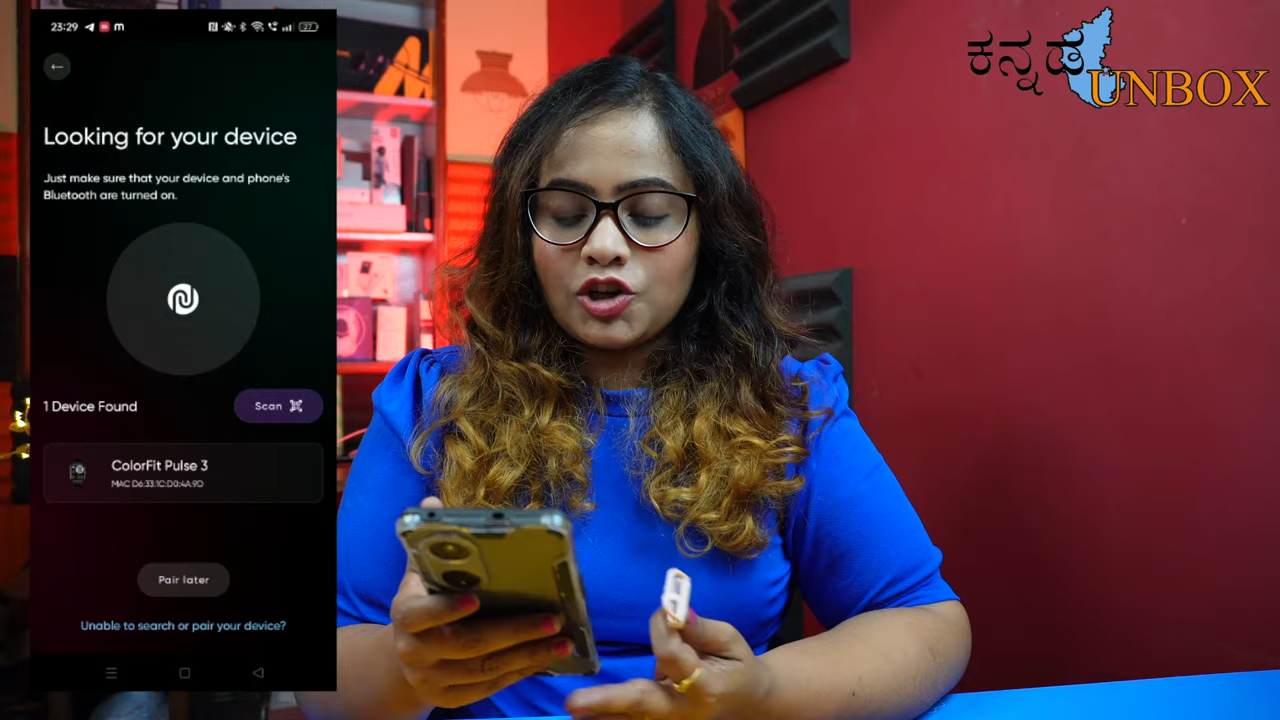 23:29
27
Looking for your device
Just make sure that your device and phone's
Bluetooth are turned on.
1 Device Found
Scan
ColorFit Pulse 3
MAC D6:33:1C:D0:4A:9D
Pair later
Unable to search or pair your device?
ಕನ್ನಡ
UNBOX